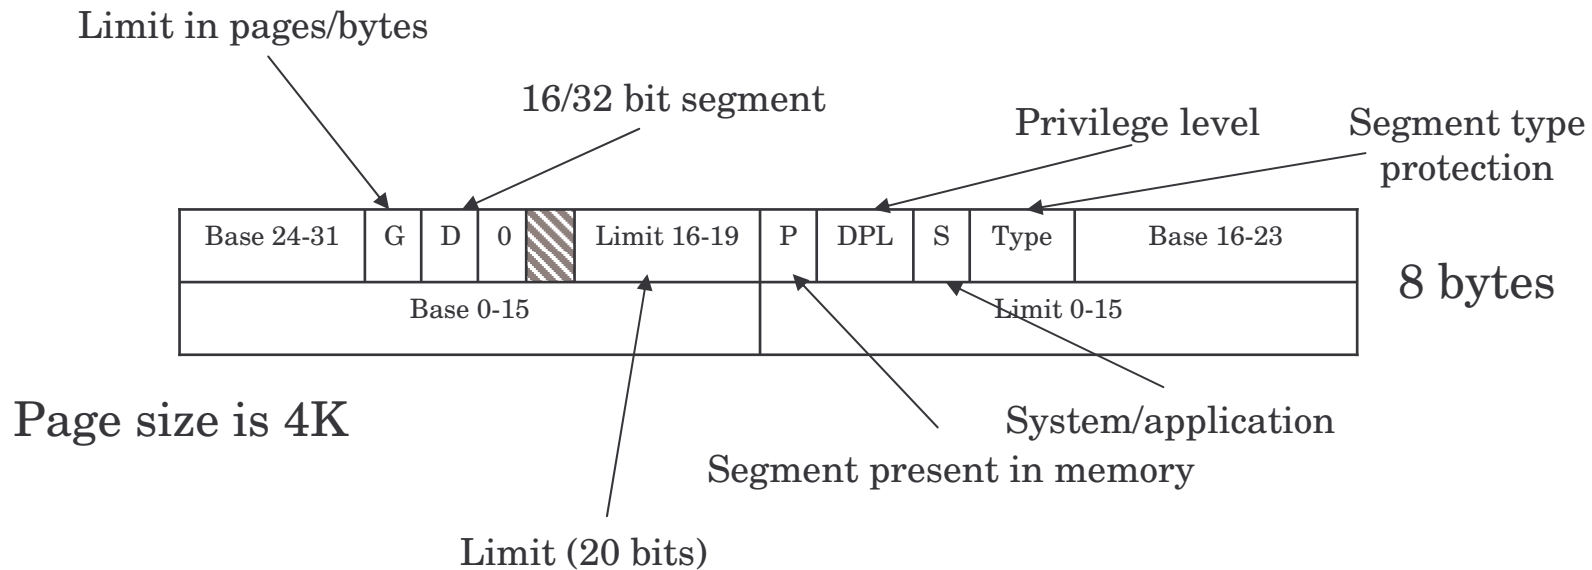 Limit in pages/bytes
16/32 bit segment
Privilege level
Segment type
protection
Base 24-31 G D 0 Limit 16-19 P DPL S Type Base 16-23
8 bytes
Base 0-15 Limit 0-15
Page size is 4K
System/application
Segment present in memory
Limit (20 bits)